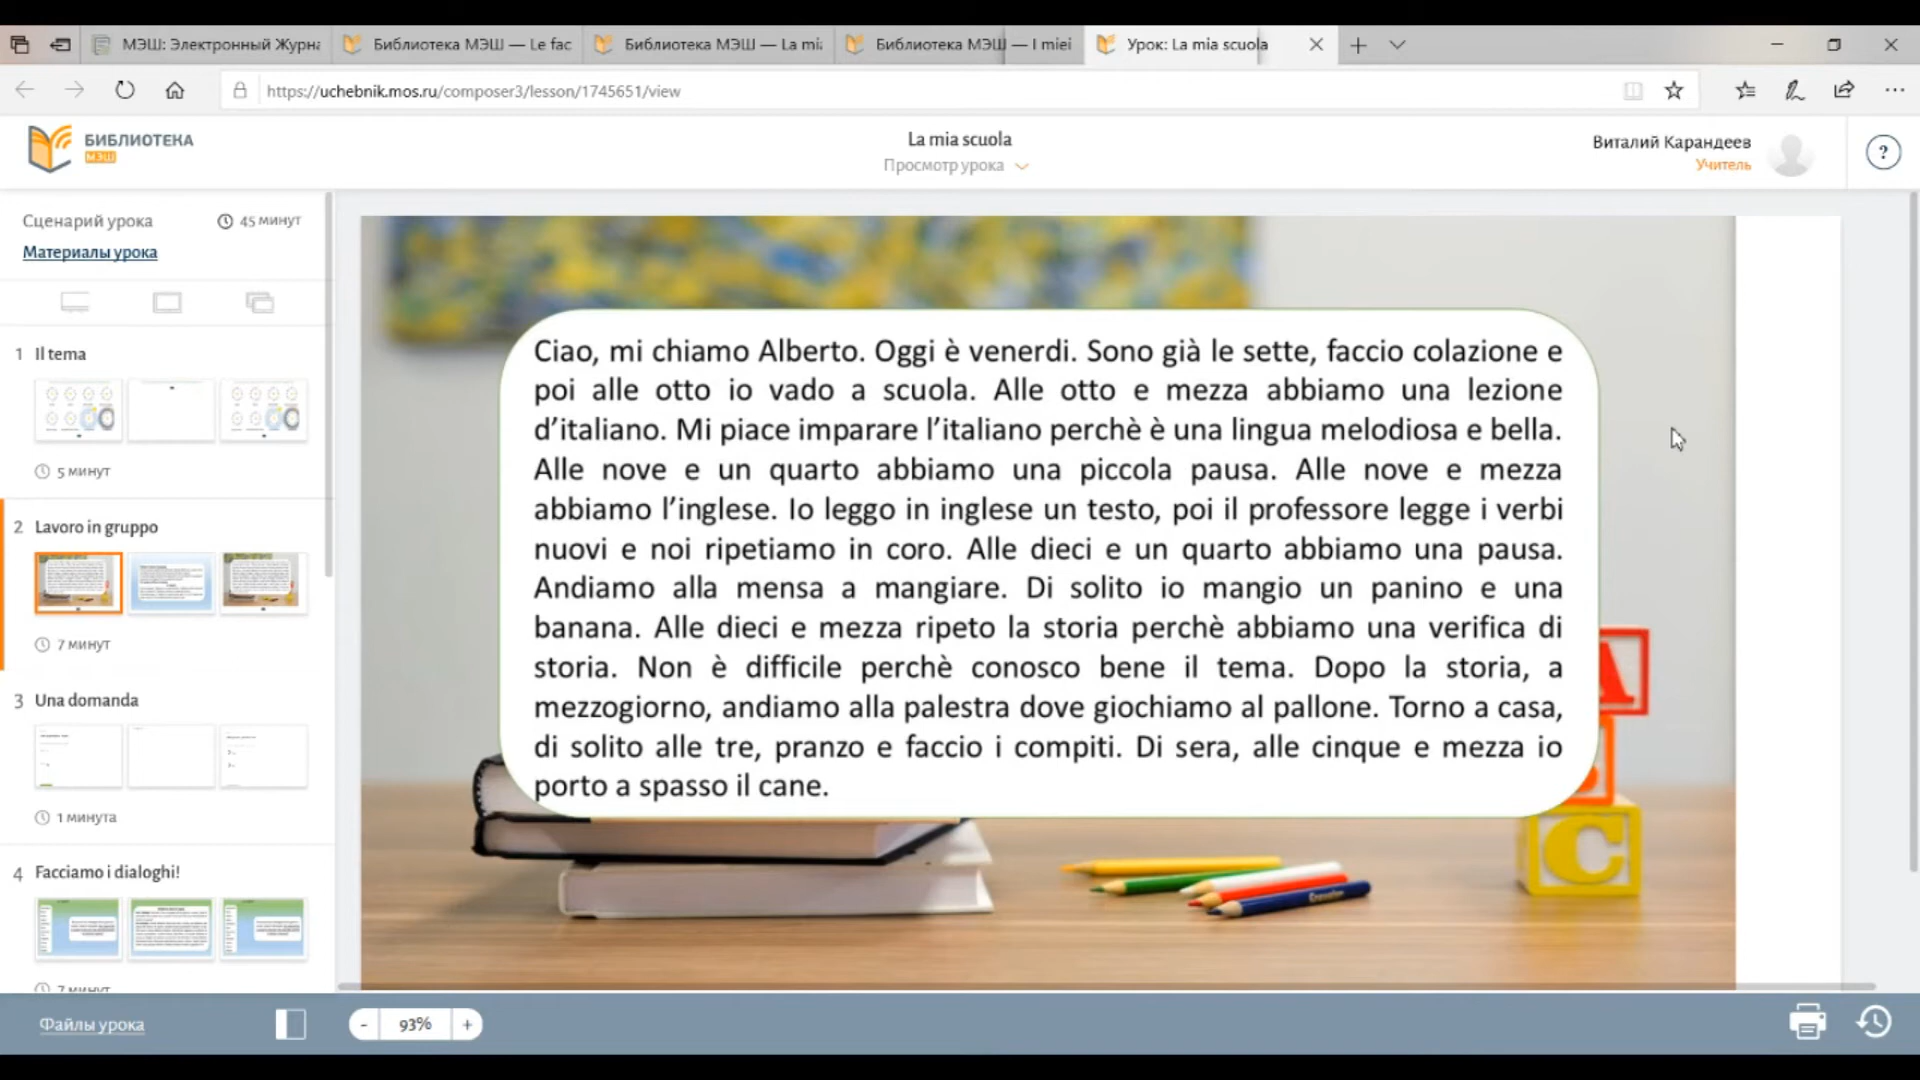 МЭШ: Электронный Журна
Библиотека МЭШ — Le fac
Библиотека МЭШ — La mi
Библиотека МЭШ — I miei
Урок: La mia scuola
https://uchebnik.mos.ru/composer3/lesson/1745651/view
БИБЛИОТЕКА
МЭШ
La mia scuola
Просмотр урока
Виталий Карандеев
Учитель
?
Сценарий урока
45 минут
Материалы урока
1 Il tema
5 минут
2 Lavoro in gruppo
7 минут
3 Una domanda
1 минута
4 Facciamo i dialoghi!
7 минут
Ciao, mi chiamo Alberto. Oggi è venerdi. Sono già le sette, faccio colazione e
poi alle otto io vado a scuola. Alle otto e mezza abbiamo una lezione
d’italiano. Mi piace imparare l’italiano perchè è una lingua melodiosa e bella.
Alle nove e un quarto abbiamo una piccola pausa. Alle nove e mezza
abbiamo l’inglese. Io leggo in inglese un testo, poi il professore legge i verbi
nuovi e noi ripetiamo in coro. Alle dieci e un quarto abbiamo una pausa.
Andiamo alla mensa a mangiare. Di solito io mangio un panino e una
banana. Alle dieci e mezza ripeto la storia perchè abbiamo una verifica di
storia. Non è difficile perchè conosco bene il tema. Dopo la storia, a
mezzogiorno, andiamo alla palestra dove giochiamo al pallone. Torno a casa,
di solito alle tre, pranzo e faccio i compiti. Di sera, alle cinque e mezza io
porto a spasso il cane.
A
C
Файлы урока
- 93% +